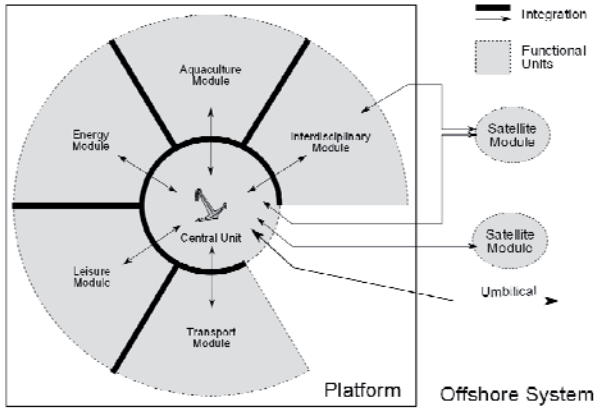 Integration
Functional
Units
Aquaculture
Module
Energy
Module
Interdisciplinary
Module
Satellite
Module
Central Unit
Satellite
Module
Leisure
Module
Umbilical
Transport
Module
Platform
Offshore System